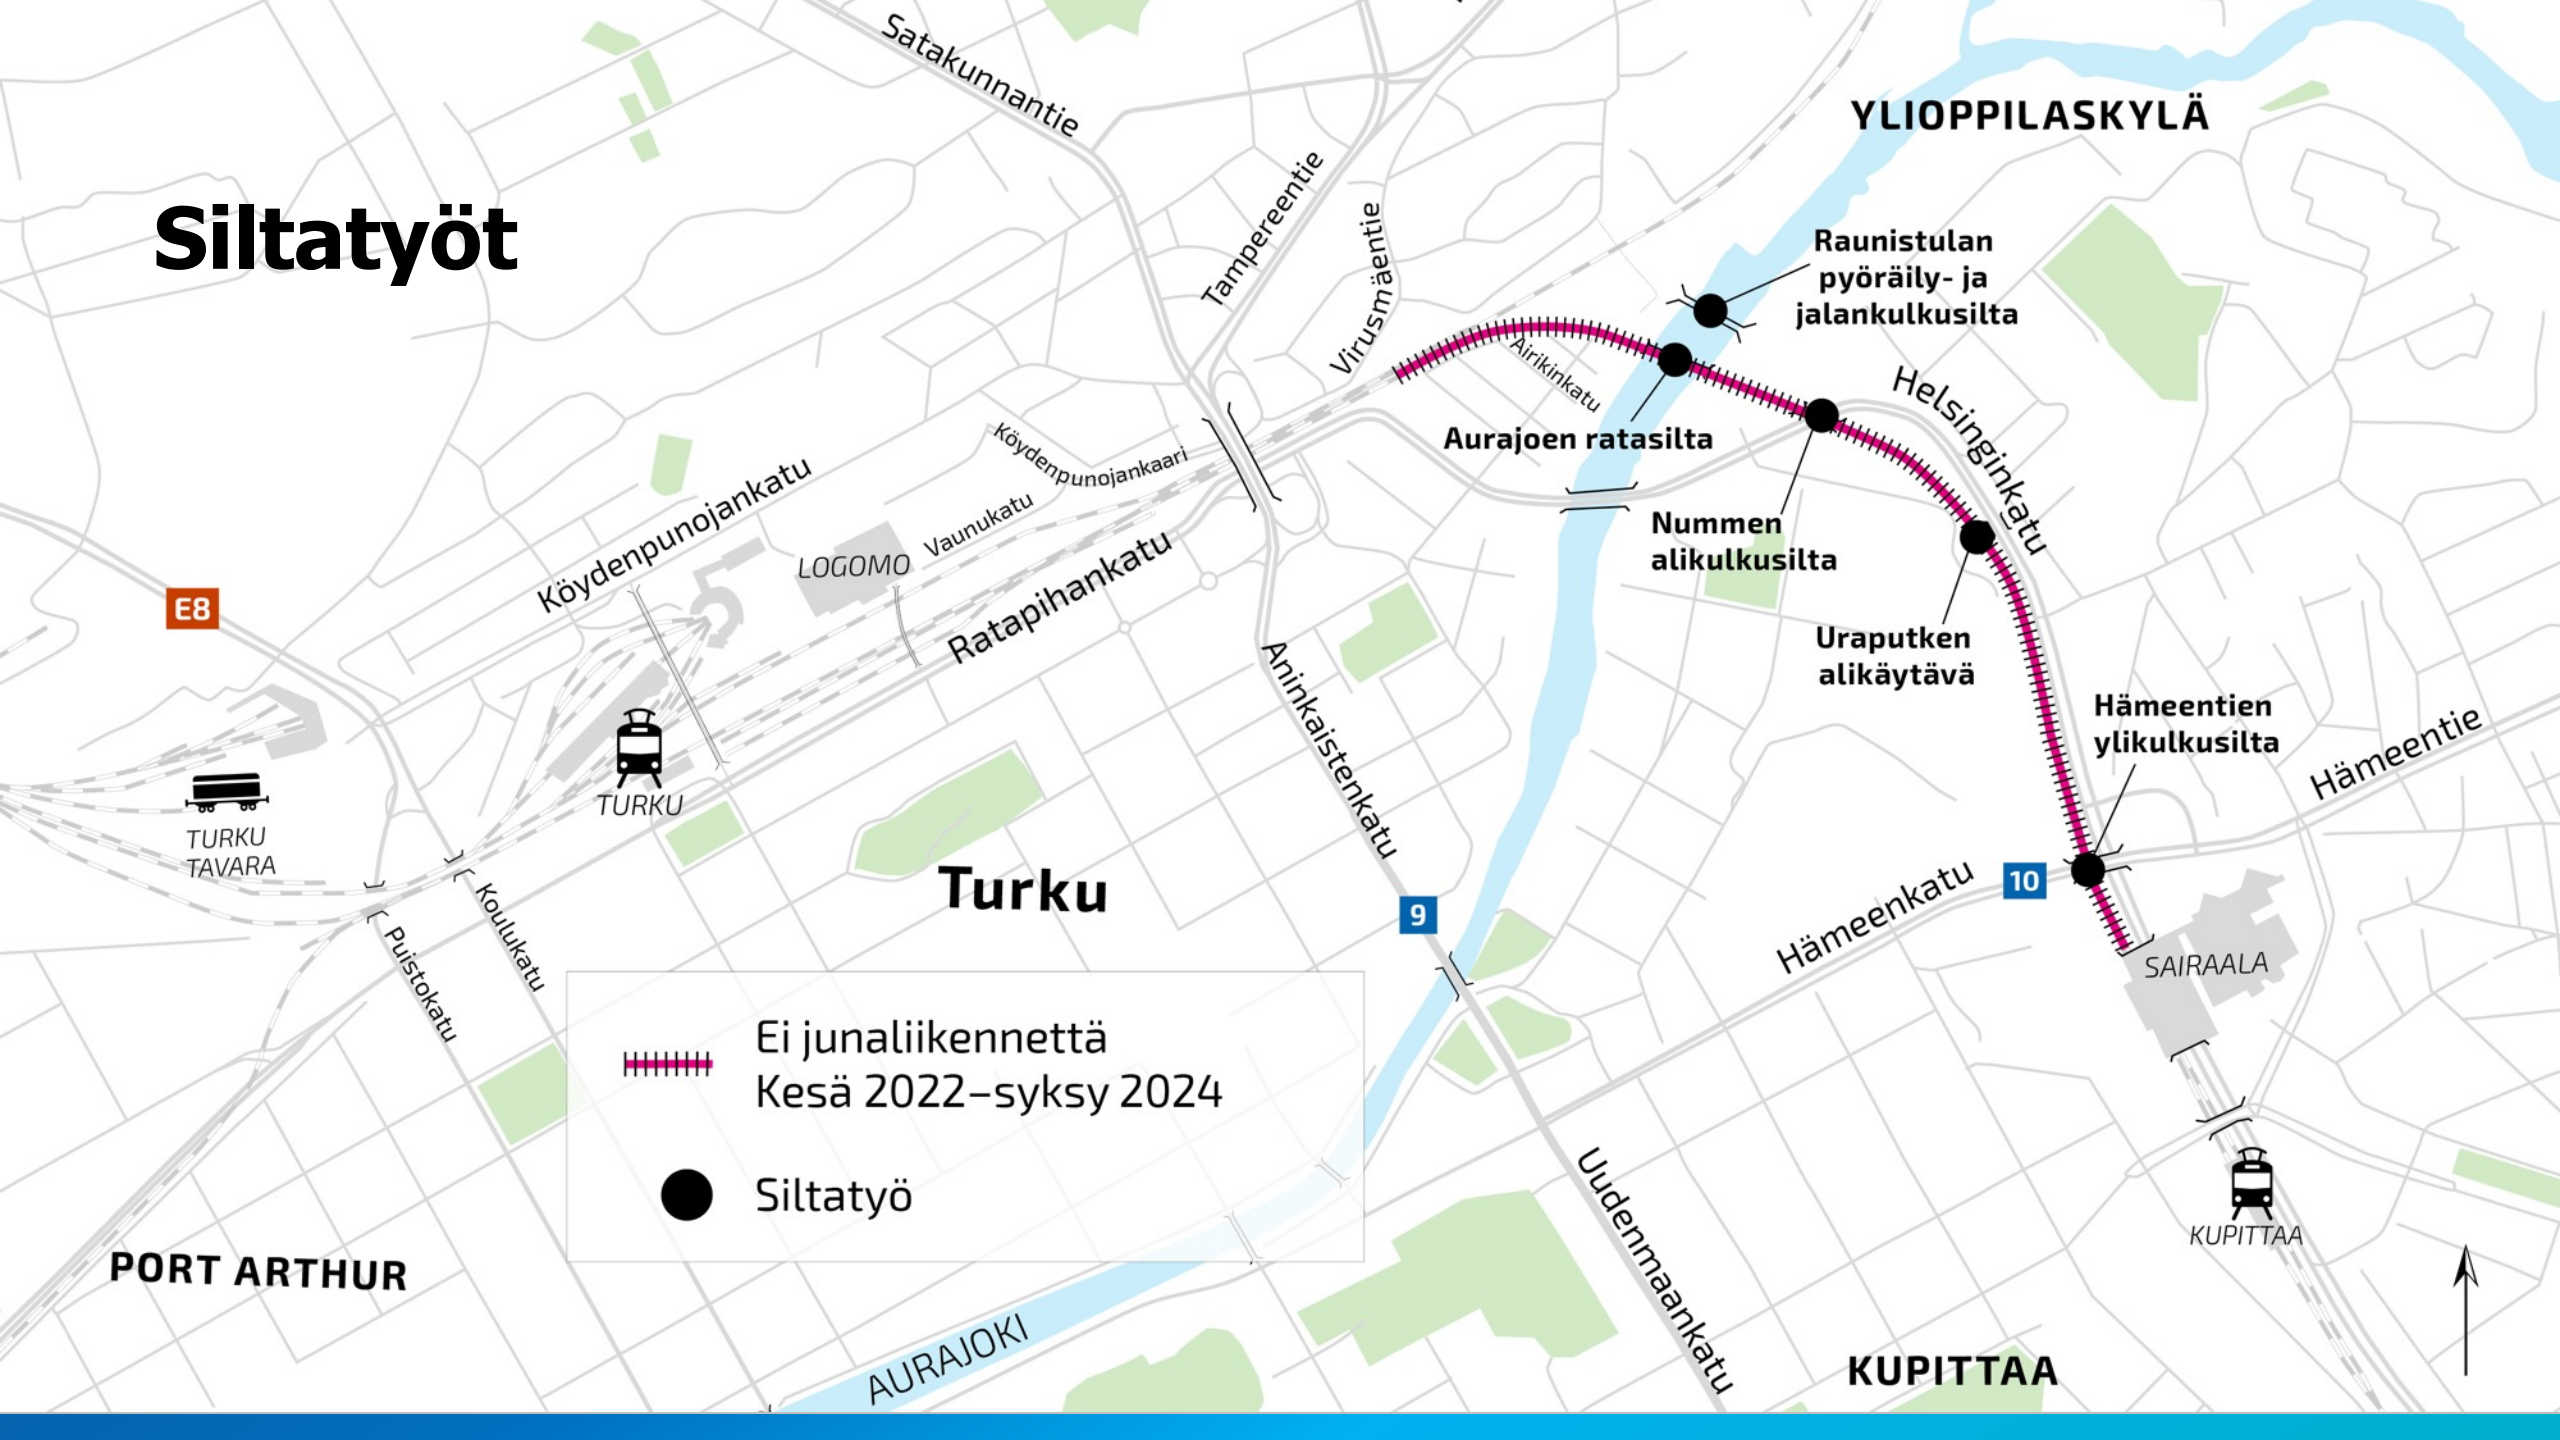 Siltatyöt
Satakunnantie
Tampereentie
Virusmäentie
YLIOPPILASKYLÄ
Raunistulan
pyöräily- ja
jalankulkusilta
Airikinkatu
Aurajoen ratasilta
Helsinginkatu
Nummen
alikulkusilta
Uraputken
alikäytävä
Hämeentien
ylikulkusilta
Hämeentie
Köydenpunojankaari
Köydenpunojankatu
Vaunukatu
LOGOMO
Ratapihankatu
E8
TURKU
TURKU
TAVARA
Aninkaistenkatu
Turku
9
10
Hämeenkatu
SAIRAALA
Koulukatu
Puistokatu
Ei junaliikennettä
Kesä 2022–syksy 2024
Siltatyö
Uudenmaankatu
KUPITTAA
PORT ARTHUR
AURAJOKI
KUPITTAA